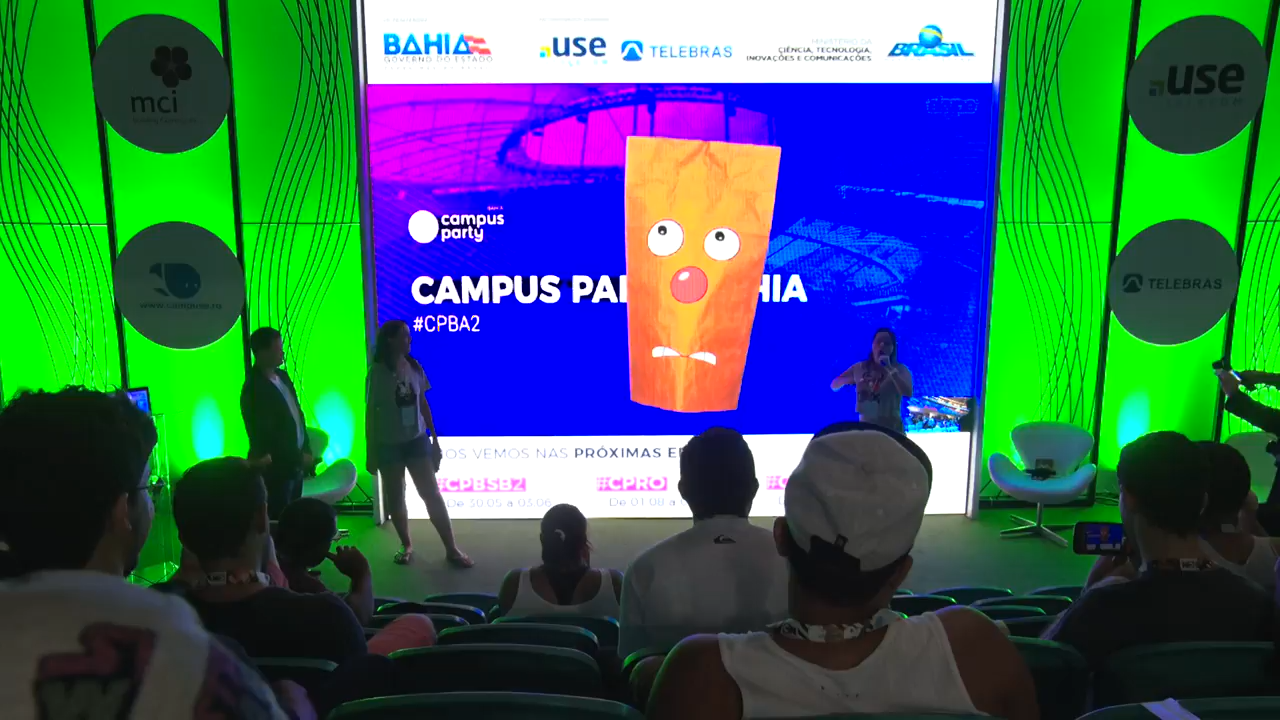 BAHIA
GOVERNO DO ESTADO
use
TELEBRAS
MINISTÉRIO DA
CIÊNCIA, TECNOLOGIA,
INOVAÇÕES E COMUNICAÇÕES
BRASIL
mci
use
campus
party
CAMPUS PA HIA
#CPBA2
TELEBRAS
OS VEMOS NAS PRÓXIMAS E
#CPBSB2
#CPRO
De 30.05 a 03.06
De 01.08 a